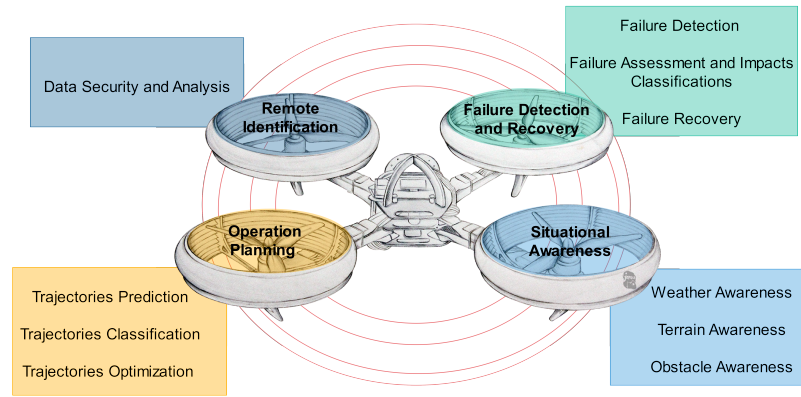 Data Security and Analysis
Remote
Identification
Failure Detection
and Recovery
Failure Detection
Failure Assessment and Impacts
Classifications
Failure Recovery
Operation
Planning
Trajectories Prediction
Trajectories Classification
Trajectories Optimization
Situational
Awareness
Weather Awareness
Terrain Awareness
Obstacle Awareness